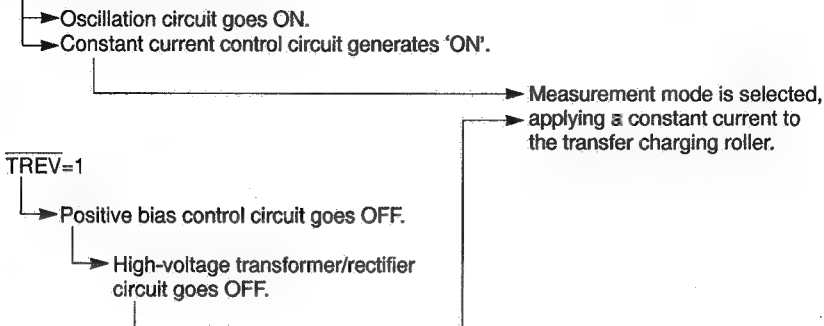 Oscillation circuit goes ON.
Constant current control circuit generates ‘ON’.
Measurement mode is selected,
applying a constant current to
the transfer charging roller.
TREV=1
Positive bias control circuit goes OFF.
High-voltage transformer/rectifier
circuit goes OFF.